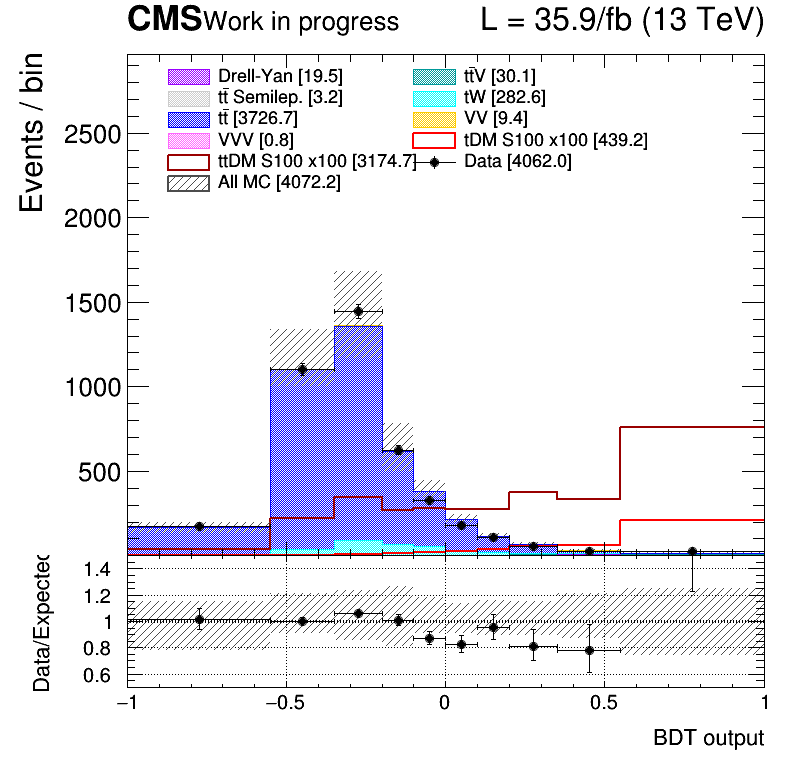 CMS Work in progress L = 35.9/fb (13 TeV)
Events / bin
Drell-Yan [19.5] tt̄V [30.1]
tt̄ Semilep. [3.2] tW [282.6]
tt̄ [3726.7] VV [9.4]
VVV [0.8] tDM S100 x100 [439.2]
ttDM S100 x100 [3174.7] Data [4062.0]
All MC [4072.2]
2500
2000
1500
1000
500
Data/Expected
1.4
1.2
1
0.8
0.6
−1 −0.5 0 0.5 1
BDT output